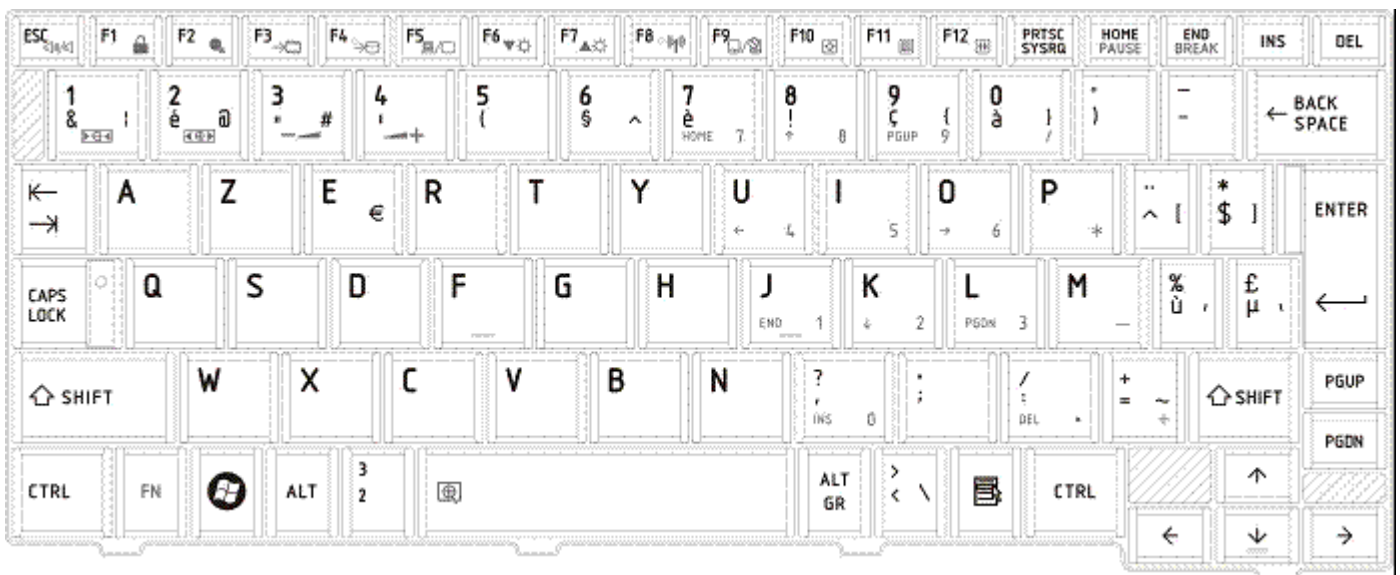 ESC F1 F2 F3 F4 F5 F6 F7 F8 F9 F10 F11 F12 PRTSC HOME END INS DEL
SYSRQ PAUSE BREAK
1 2 3 4 5 6 7 8 9 0 ° _ BACK
& ¦ é @ " # ' ( § ^ è ! ç { à } ) - ← SPACE
HOME 7 ↑ 8 PGUP 9 /
A Z E R T Y U I O P ¨ * ENTER
€ ^ [ $ ]
← 4 5 → 6 *
CAPS Q S D F G H J K L M % £
LOCK ù ´ µ `
END 1 ↓ 2 PGDN 3 –
SHIFT W X C V B N ? . / + SHIFT PGUP
, ; : = ~
INS 0 DEL . ÷
PGDN
CTRL FN ALT 3 ALT > CTRL ↑
2 GR < \
← ↓ →